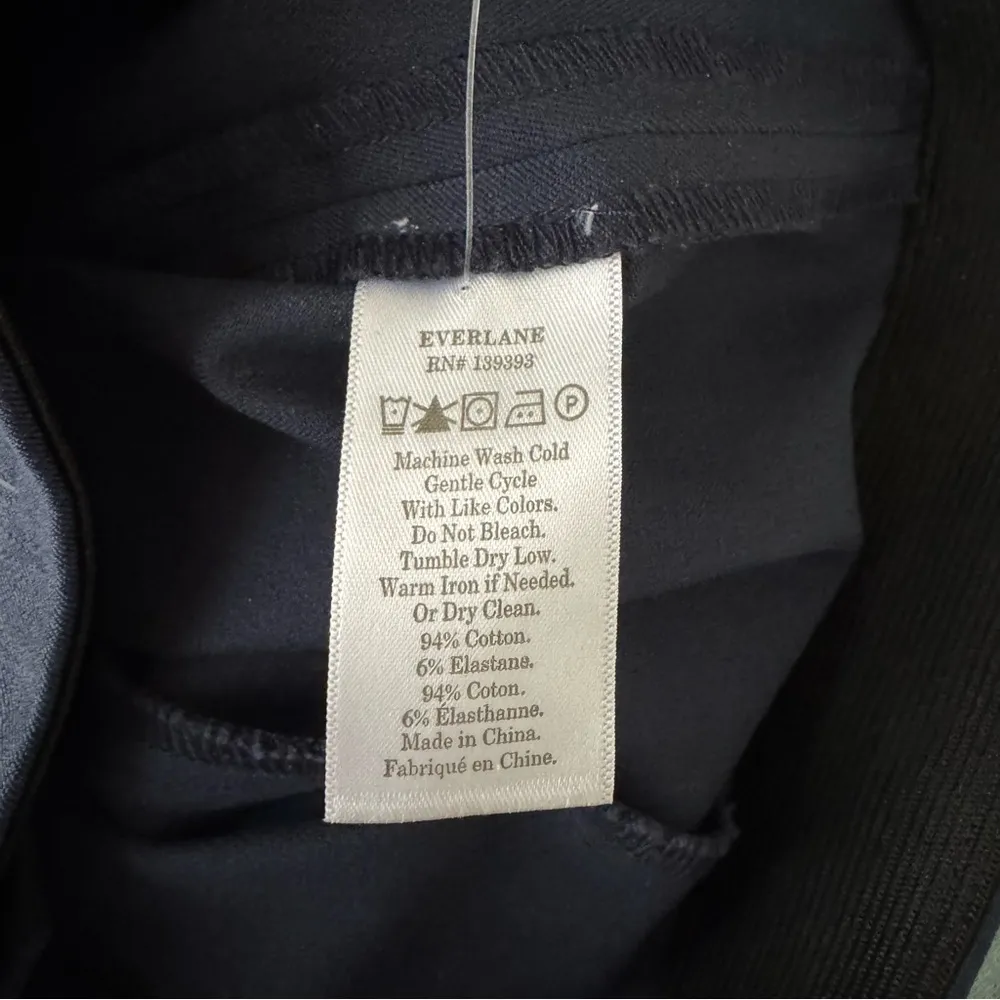 EVERLANE
RN# 139393
P
Machine Wash Cold
Gentle Cycle
With Like Colors.
Do Not Bleach.
Tumble Dry Low.
Warm Iron if Needed.
Or Dry Clean.
94% Cotton.
6% Elastane.
94% Coton.
6% Élasthanne.
Made in China.
Fabriqué en Chine.